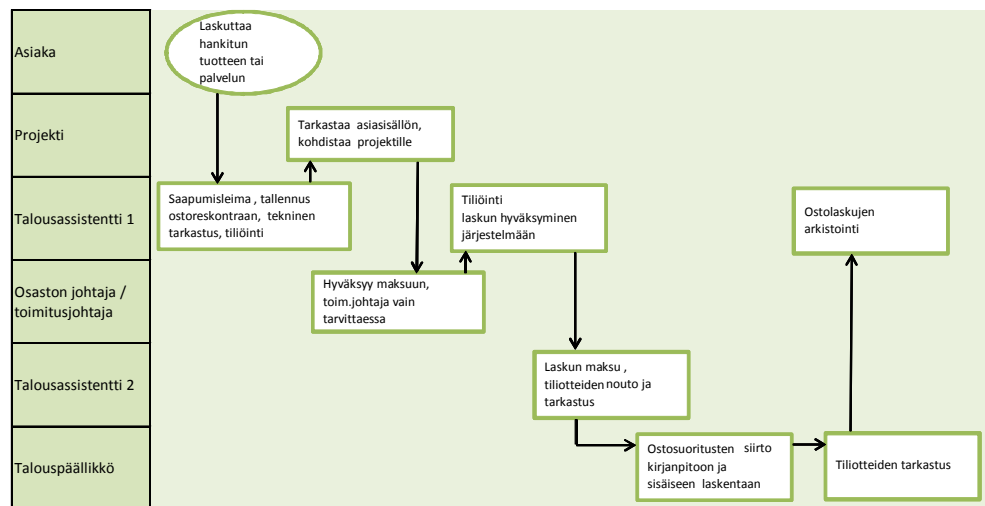 Asiaka
Laskuttaa
hankitun
tuotteen tai
palvelun
Projekti
Tarkastaa asiasisällön,
kohdistaa projektille
Talousassistentti 1
Saapumisleima , tallennus
ostoreskontraan, tekninen
tarkastus, tiliöinti
Tiliöinti
laskun hyväksyminen
järjestelmään
Ostolaskujen
arkistointi
Osaston johtaja /
toimitusjohtaja
Hyväksyy maksuun,
toim.johtaja vain
tarvittaessa
Talousassistentti 2
Laskun maksu ,
tiliotteiden nouto ja
tarkastus
Talouspäällikkö
Ostosuoritusten siirto
kirjanpitoon ja
sisäiseen laskentaan
Tiliotteiden tarkastus